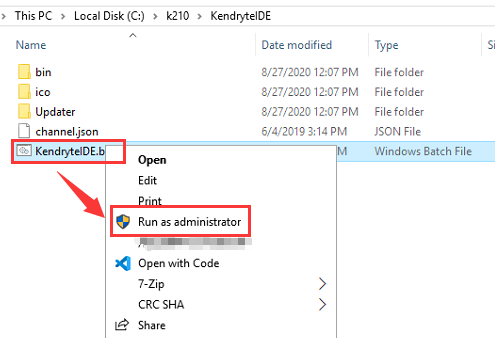 This PC > Local Disk (C:) > k210 > KendryteIDE
Name Date modified Type Si
bin 8/27/2020 12:07 PM File folder
ico 8/27/2020 12:07 PM File folder
Updater 8/27/2020 12:07 PM File folder
channel.json 6/4/2019 3:14 PM JSON File
KendryteIDE.b M Windows Batch File
Open
Edit
Print
Run as administrator
Open with Code
7-Zip
CRC SHA
Share